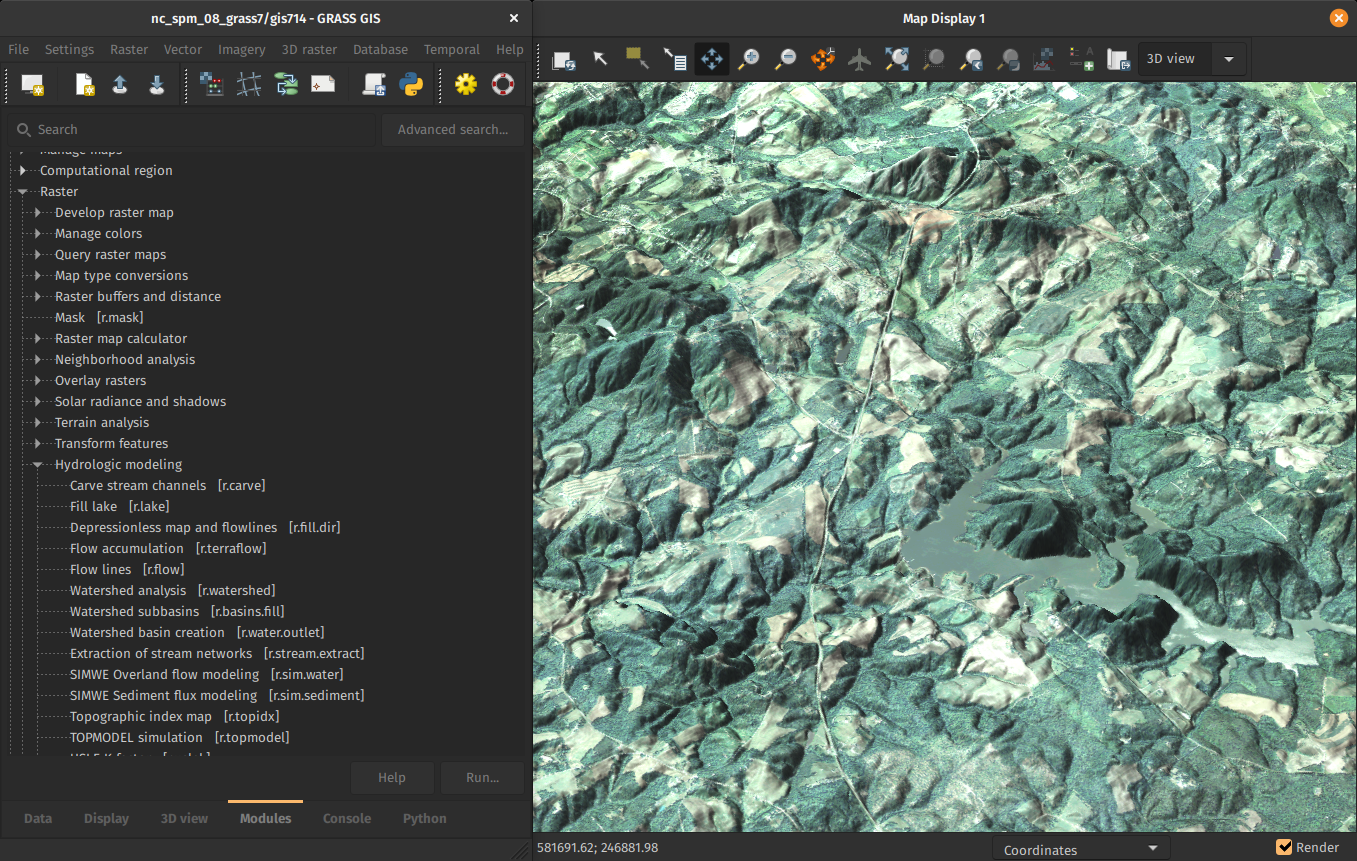 nc_spm_08_grass7/gis714 - GRASS GIS
File Settings Raster Vector Imagery 3D raster Database Temporal Help
Search
Advanced search...
Manage maps
Computational region
Raster
Develop raster map
Manage colors
Query raster maps
Map type conversions
Raster buffers and distance
Mask [r.mask]
Raster map calculator
Neighborhood analysis
Overlay rasters
Solar radiance and shadows
Terrain analysis
Transform features
Hydrologic modeling
Carve stream channels [r.carve]
Fill lake [r.lake]
Depressionless map and flowlines [r.fill.dir]
Flow accumulation [r.terraflow]
Flow lines [r.flow]
Watershed analysis [r.watershed]
Watershed subbasins [r.basins.fill]
Watershed basin creation [r.water.outlet]
Extraction of stream networks [r.stream.extract]
SIMWE Overland flow modeling [r.sim.water]
SIMWE Sediment flux modeling [r.sim.sediment]
Topographic index map [r.topidx]
TOPMODEL simulation [r.topmodel]
Help
Run...
Data Display 3D view Modules Console Python
Map Display 1
3D view
581691.62; 246881.98
Coordinates
Render